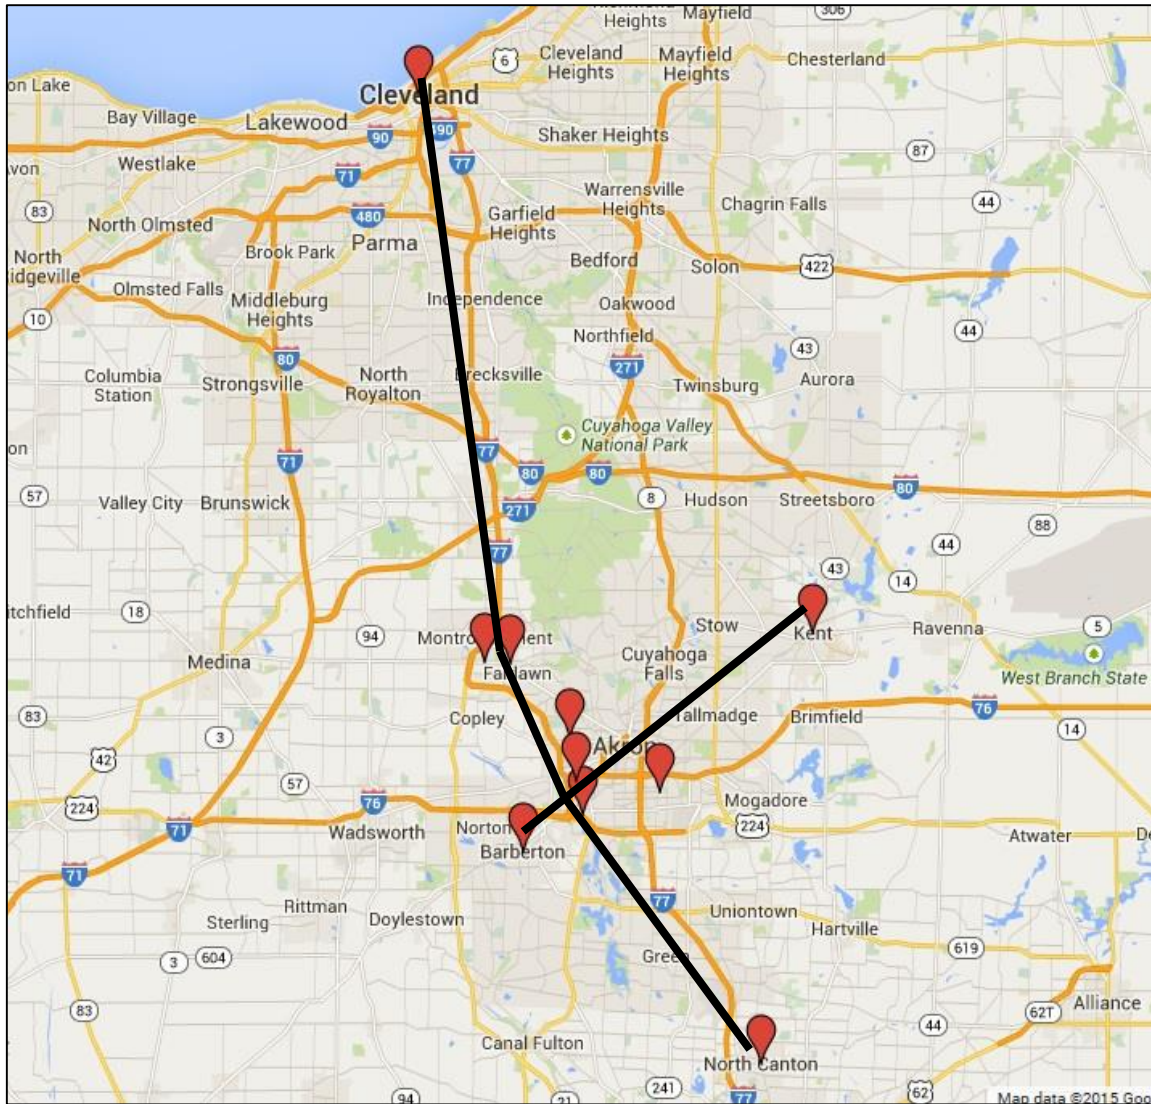 Heights
Mayfield
306
Cleveland
Heights
Mayfield
Heights
Chesterland
6
on Lake
Cleveland
Bay Village
Lakewood
90
490
Shaker Heights
77
87
Westlake
71
Avon
83
Warrensville
Heights
Chagrin Falls
44
North Olmsted
480
Parma
Garfield
Heights
Brook Park
Bedford
Solon
422
North
idgeville
Olmsted Falls
Middleburg
Heights
Independence
Oakwood
10
Northfield
44
80
271
43
Columbia
Station
Strongsville
North
Royalton
Brecksville
Twinsburg
Aurora
Cuyahoga Valley
National Park
on
77
71
80
80
80
57
Valley City
Brunswick
271
8
Hudson
Streetsboro
88
77
44
43
14
itchfield
18
94
Stow
Kent
Ravenna
5
Medina
Fairlawn
Cuyahoga
Falls
West Branch State
83
Copley
Tallmadge
Brimfield
76
3
14
42
Akron
57
224
76
Mogadore
71
Wadsworth
Norton
224
Atwater
De
Barberton
71
Rittman
77
Uniontown
Sterling
Doylestown
Hartville
619
3
604
Green
83
62T
Alliance
44
Canal Fulton
North Canton
94
21
241
77
62
Map data ©2015 Goo